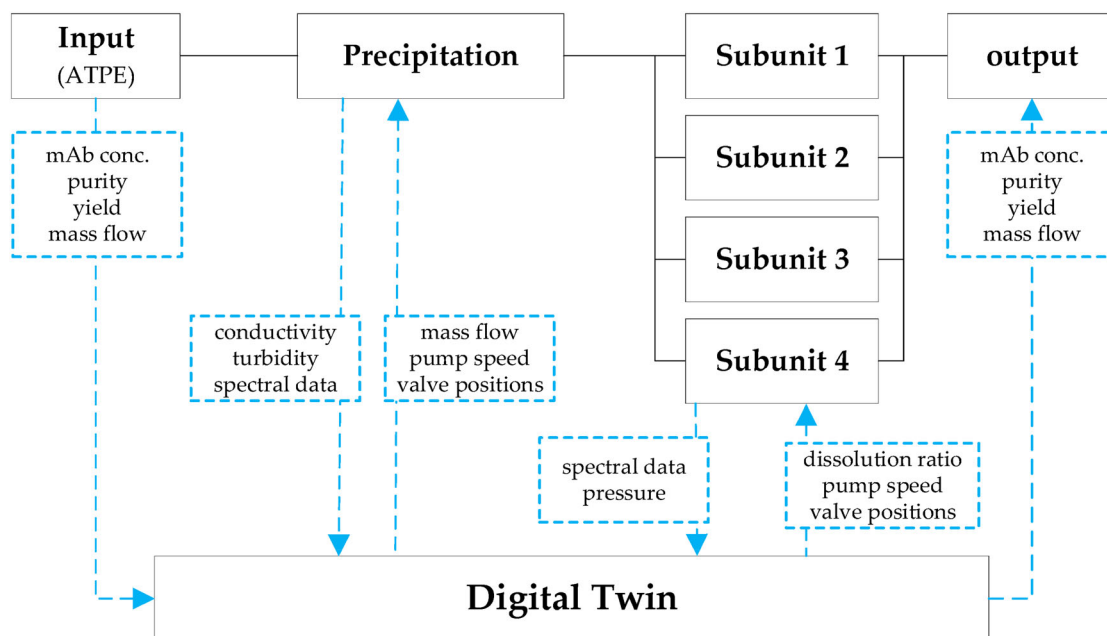 Input
(ATPE)
Precipitation
Subunit 1
output
mAb conc.
purity
yield
mass flow
Subunit 2
mAb conc.
purity
yield
mass flow
Subunit 3
conductivity
turbidity
spectral data
mass flow
pump speed
valve positions
Subunit 4
spectral data
pressure
dissolution ratio
pump speed
valve positions
Digital Twin